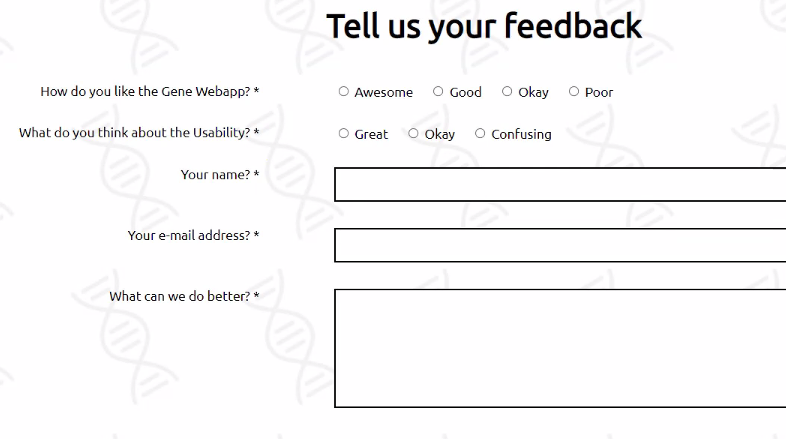 Tell us your feedback
How do you like the Gene Webapp? * Awesome Good Okay Poor
What do you think about the Usability? * Great Okay Confusing
Your name? *
Your e-mail address? *
What can we do better? *